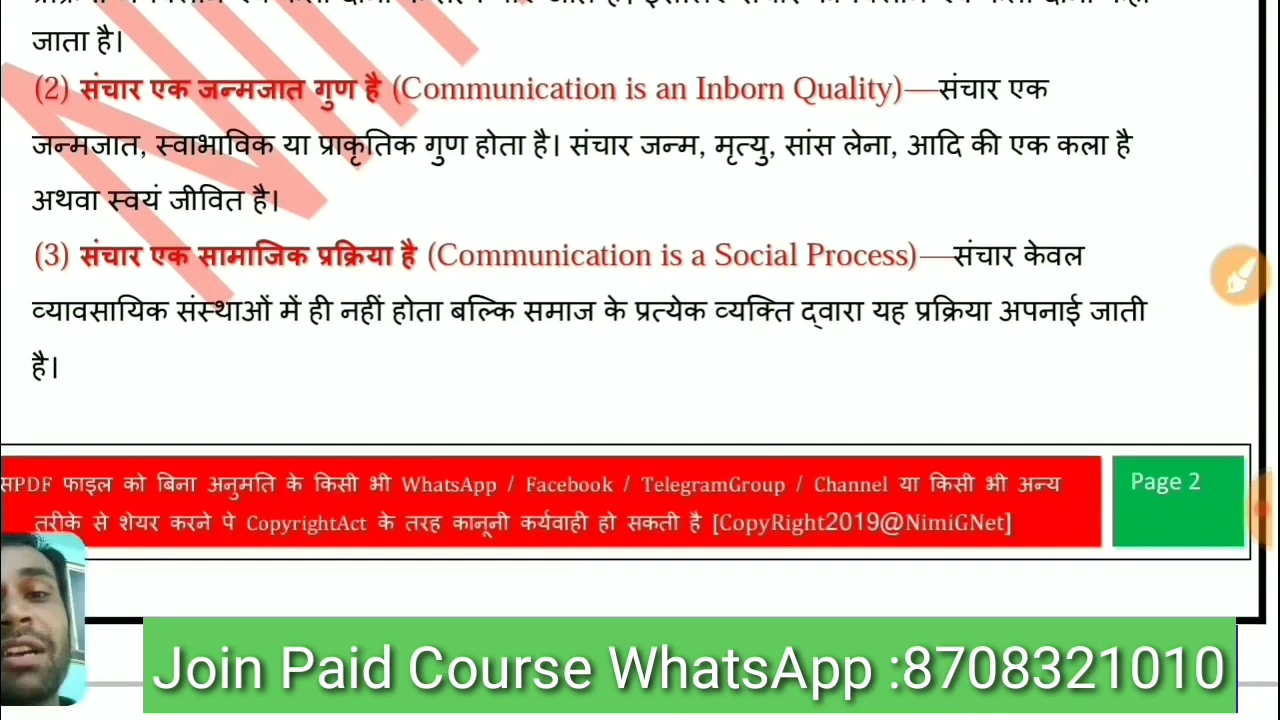 जाता है।
(2) संचार एक जन्मजात गुण है (Communication is an Inborn Quality)—संचार एक
जन्मजात, स्वाभाविक या प्राकृतिक गुण होता है। संचार जन्म, मृत्यु, सांस लेना, आदि की एक कला है
अथवा स्वयं जीवित है।
(3) संचार एक सामाजिक प्रक्रिया है (Communication is a Social Process)—संचार केवल
व्यावसायिक संस्थाओं में ही नहीं होता बल्कि समाज के प्रत्येक व्यक्ति द्वारा यह प्रक्रिया अपनाई जाती
है।
PDF फाइल को बिना अनुमति के किसी भी WhatsApp / Facebook / TelegramGroup / Channel या किसी भी अन्य
तरीके से शेयर करने पे CopyrightAct के तरह कानूनी कर्यवाही हो सकती है [CopyRight2019@NimiGNet]
Page 2
Join Paid Course WhatsApp :8708321010